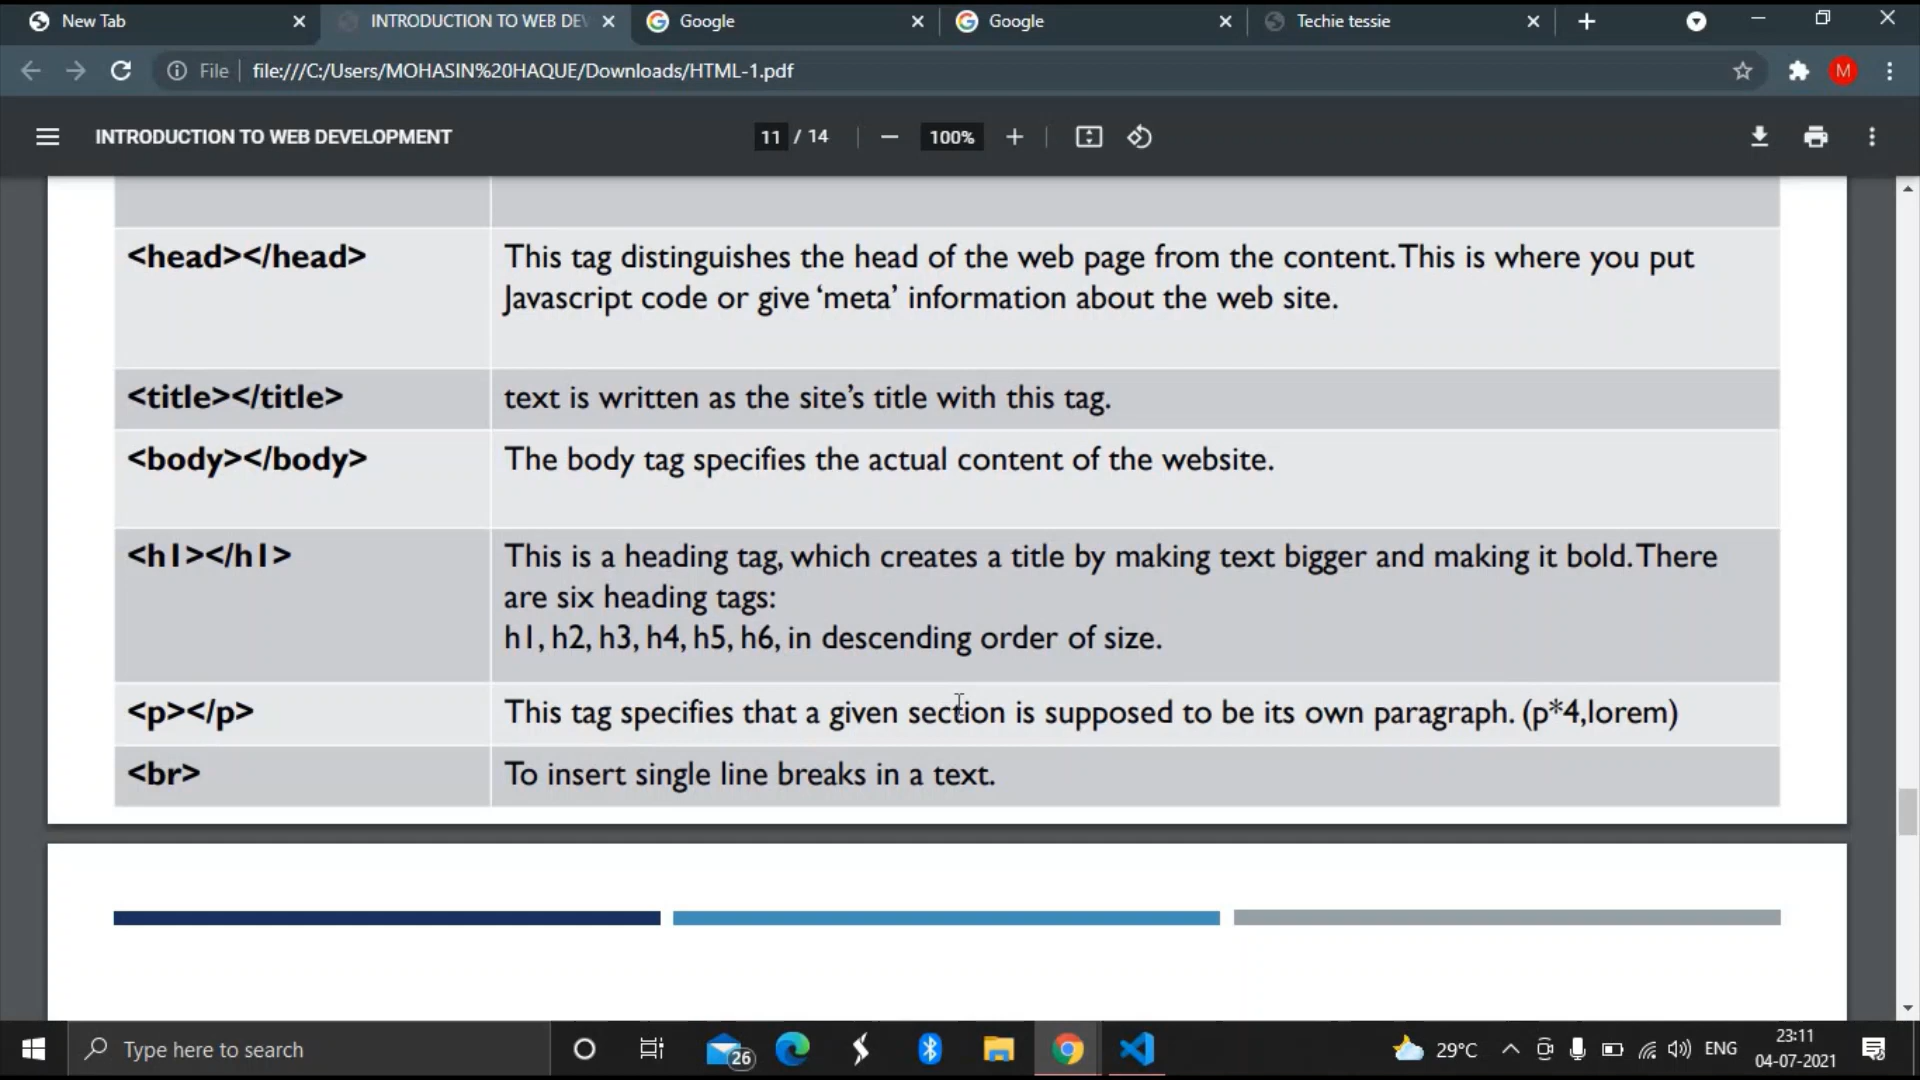 New Tab
INTRODUCTION TO WEB DEV
Google
Google
Techie tessie
File
file:///C:/Users/MOHASIN%20HAQUE/Downloads/HTML-1.pdf
M
INTRODUCTION TO WEB DEVELOPMENT
11 / 14
100%
<head></head>
This tag distinguishes the head of the web page from the content. This is where you put
Javascript code or give ‘meta’ information about the web site.
<title></title>
text is written as the site’s title with this tag.
<body></body>
The body tag specifies the actual content of the website.
<h1></h1>
This is a heading tag, which creates a title by making text bigger and making it bold. There
are six heading tags:
h1, h2, h3, h4, h5, h6, in descending order of size.
<p></p>
This tag specifies that a given section is supposed to be its own paragraph. (p*4,lorem)
<br>
To insert single line breaks in a text.
Type here to search
26
29°C
ENG
23:11
04-07-2021